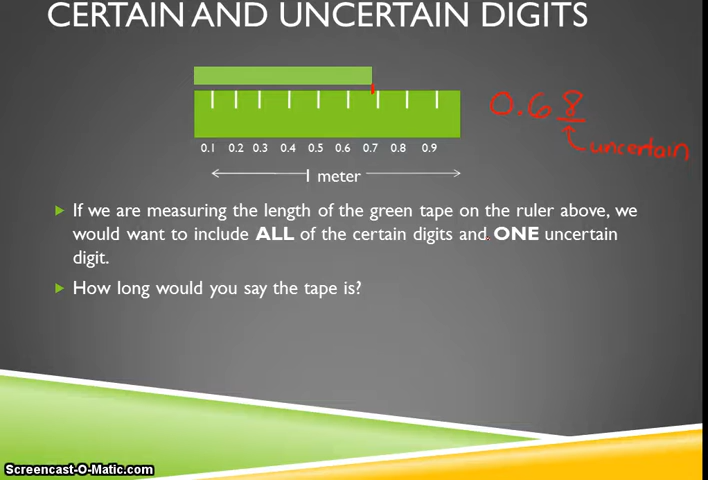 CERTAIN AND UNCERTAIN DIGITS
0.68
uncertain
0.1 0.2 0.3 0.4 0.5 0.6 0.7 0.8 0.9
1 meter
If we are measuring the length of the green tape on the ruler above, we
would want to include ALL of the certain digits and ONE uncertain
digit.
How long would you say the tape is?
Screencast-O-Matic.com